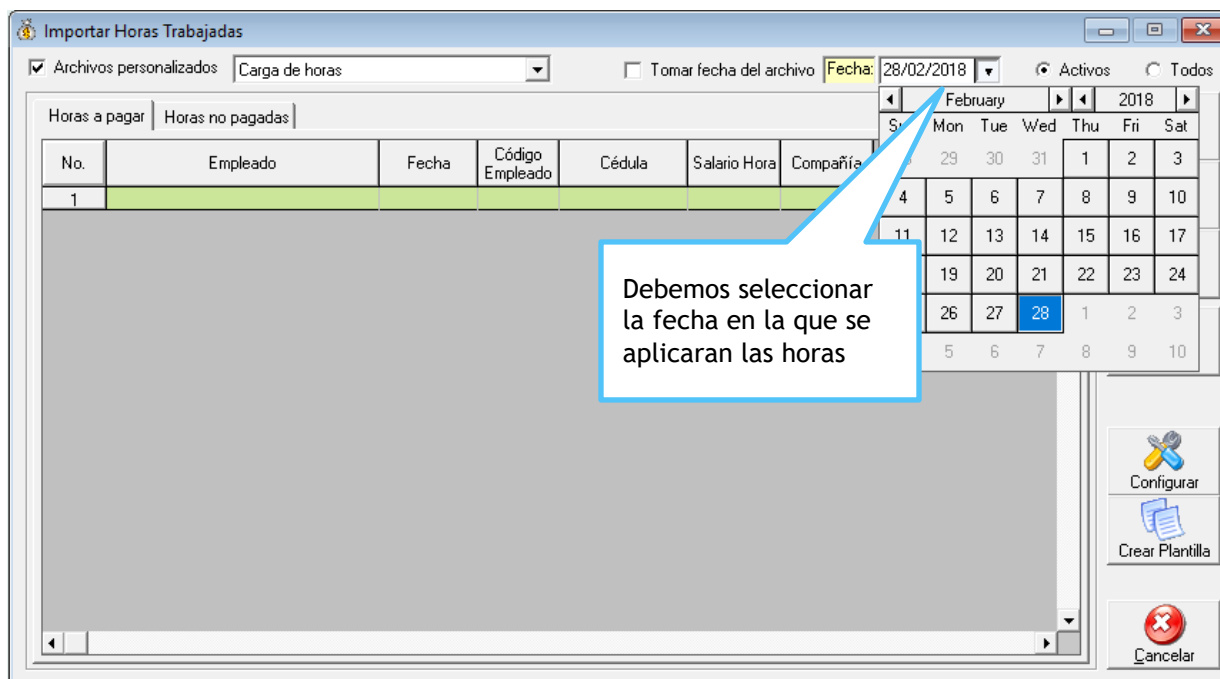 Importar Horas Trabajadas
Archivos personalizados Carga de horas Tomar fecha del archivo Fecha: 28/02/2018 Activos Todos
February 2018
Horas a pagar Horas no pagadas
Mon Tue Wed Thu Fri Sat
No. Empleado Fecha Código Empleado Cédula Salario Hora Compañía
29 30 31 1 2 3
1
4 5 6 7 8 9 10
11 12 13 14 15 16 17
19 20 21 22 23 24
26 27 28 1 2 3
5 6 7 8 9 10
Debemos seleccionar
la fecha en la que se
aplicaran las horas
Configurar
Crear Plantilla
Cancelar